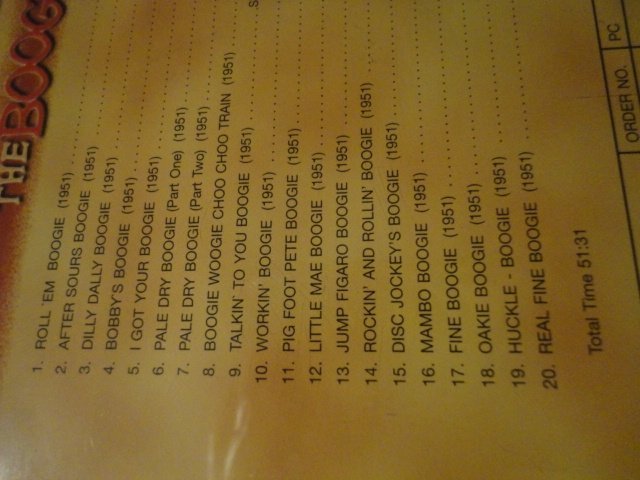 THE BOOG
1. ROLL 'EM BOOGIE (1951)
2. AFTER SOURS BOOGIE (1951)
3. DILLY DALLY BOOGIE (1951)
4. BOBBY'S BOOGIE (1951)
5. I GOT YOUR BOOGIE (1951)
6. PALE DRY BOOGIE (Part One) (1951)
7. PALE DRY BOOGIE (Part Two) (1951)
8. BOOGIE WOOGIE CHOO CHOO TRAIN (1951)
9. TALKIN' TO YOU BOOGIE (1951)
10. WORKIN' BOOGIE (1951)
11. PIG FOOT PETE BOOGIE (1951)
12. LITTLE MAE BOOGIE (1951)
13. JUMP FIGARO BOOGIE (1951)
14. ROCKIN' AND ROLLIN' BOOGIE (1951)
15. DISC JOCKEY'S BOOGIE (1951)
16. MAMBO BOOGIE (1951)
17. FINE BOOGIE (1951)
18. OAKIE BOOGIE (1951)
19. HUCKLE - BOOGIE (1951)
20. REAL FINE BOOGIE (1951)
Total Time 51:31
ORDER NO.
PC